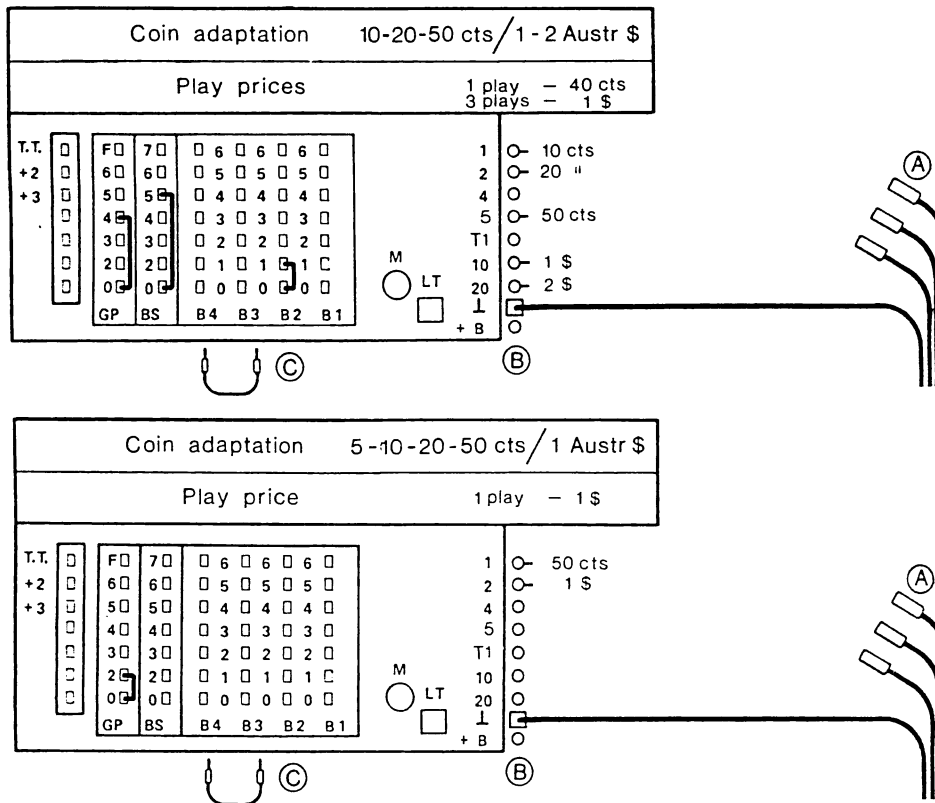 Coin adaptation 10-20-50 cts / 1-2 Austr $
Play prices 1 play – 40 cts
3 plays – 1 $
T.T. F 7 6 6 6 1 10 cts
+2 6 6 5 5 5 2 20 "
+3 5 5 4 4 4 4
4 4 3 3 3 5 50 cts
3 3 2 2 2 T1
2 2 1 1 1 M 10 1 $
0 0 0 0 0 LT 20 2 $
GP BS B4 B3 B2 B1 ⊥
+ B
A
C B
Coin adaptation 5-10-20-50 cts / 1 Austr $
Play price 1 play – 1 $
T.T. F 7 6 6 6 1 50 cts
+2 6 6 5 5 5 2 1 $
+3 5 5 4 4 4 4
4 4 3 3 3 5
3 3 2 2 2 T1
2 2 1 1 1 M 10
0 0 0 0 0 LT 20
GP BS B4 B3 B2 B1 ⊥
+ B
A
C B